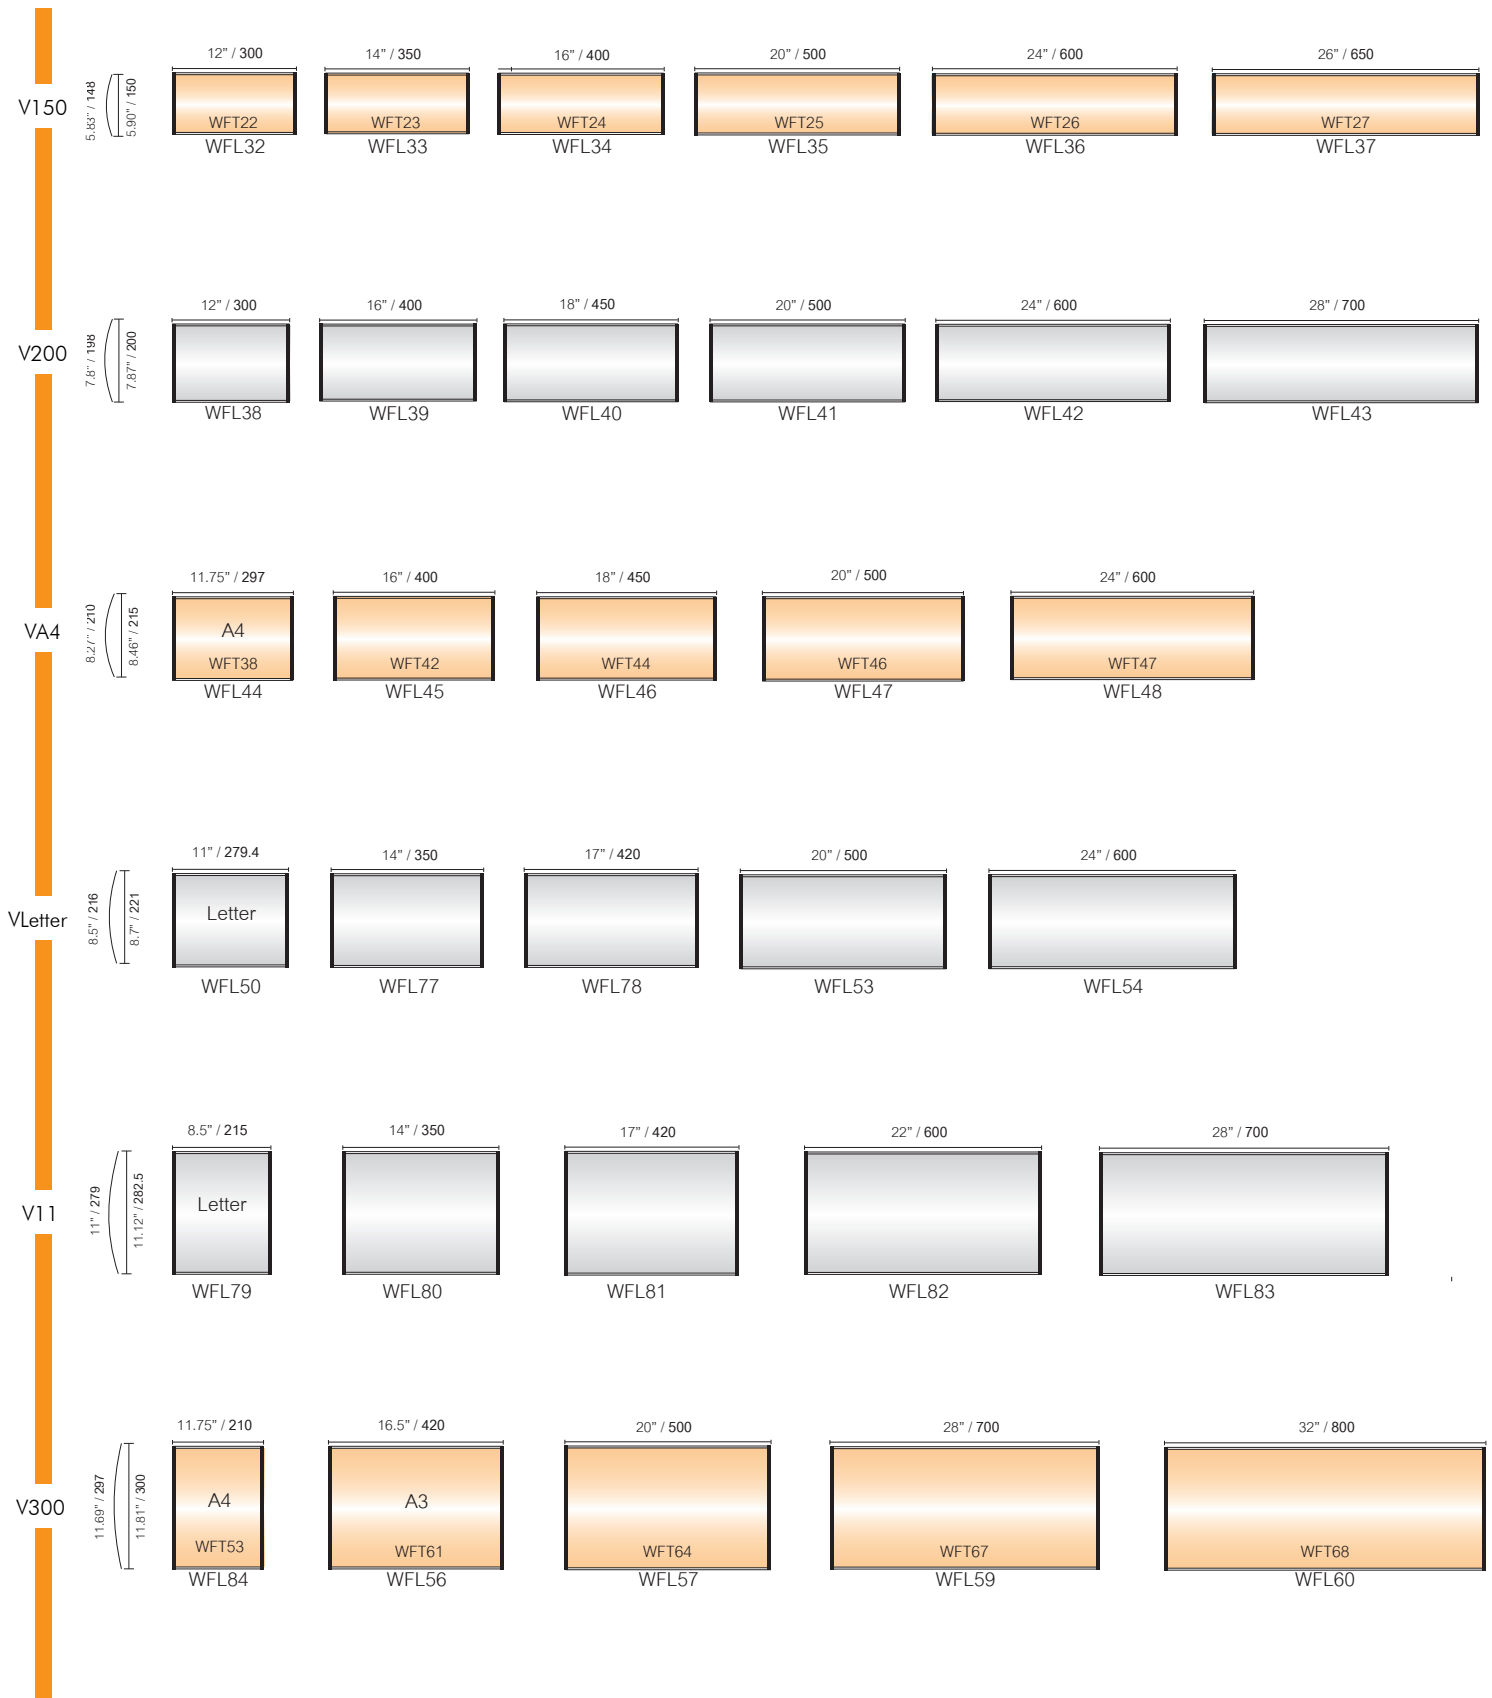 V150
5.83” / 148
5.90” / 150
12” / 300
14” / 350
16” / 400
20” / 500
24” / 600
26” / 650
WFT22
WFT23
WFT24
WFT25
WFT26
WFT27
WFL32
WFL33
WFL34
WFL35
WFL36
WFL37
V200
7.8” / 198
7.87” / 200
12” / 300
16” / 400
18” / 450
20” / 500
24” / 600
28” / 700
WFL38
WFL39
WFL40
WFL41
WFL42
WFL43
VA4
8.27” / 210
8.46” / 215
11.75” / 297
16” / 400
18” / 450
20” / 500
24” / 600
A4
WFT38
WFT42
WFT44
WFT46
WFT47
WFL44
WFL45
WFL46
WFL47
WFL48
VLetter
8.5” / 216
8.7” / 221
11” / 279.4
14” / 350
17” / 420
20” / 500
24” / 600
Letter
WFL50
WFL77
WFL78
WFL53
WFL54
V11
11” / 279
11.12” / 282.5
8.5” / 215
14” / 350
17” / 420
22” / 600
28” / 700
Letter
WFL79
WFL80
WFL81
WFL82
WFL83
V300
11.69” / 297
11.81” / 300
11.75” / 210
16.5” / 420
20” / 500
28” / 700
32” / 800
A4
A3
WFT53
WFT61
WFT64
WFT67
WFT68
WFL84
WFL56
WFL57
WFL59
WFL60